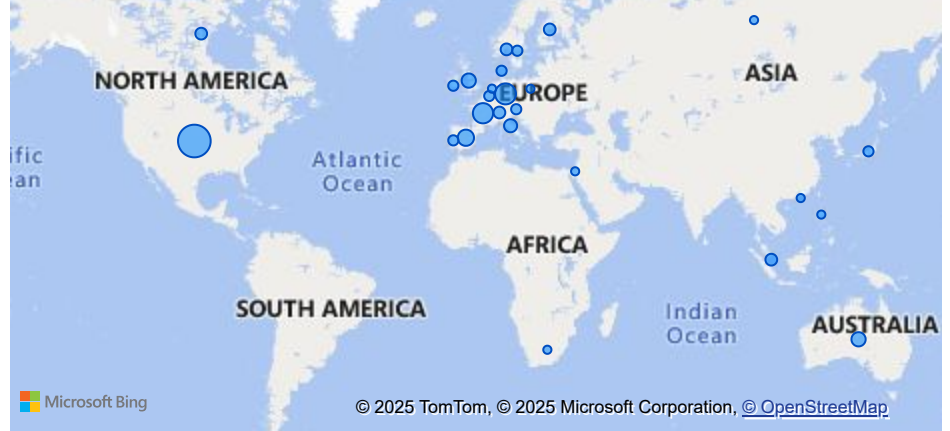 NORTH AMERICA
ASIA
EUROPE
ific
an
Atlantic
Ocean
AFRICA
SOUTH AMERICA
Indian
Ocean
AUSTRALIA
Microsoft Bing
© 2025 TomTom, © 2025 Microsoft Corporation, © OpenStreetMap